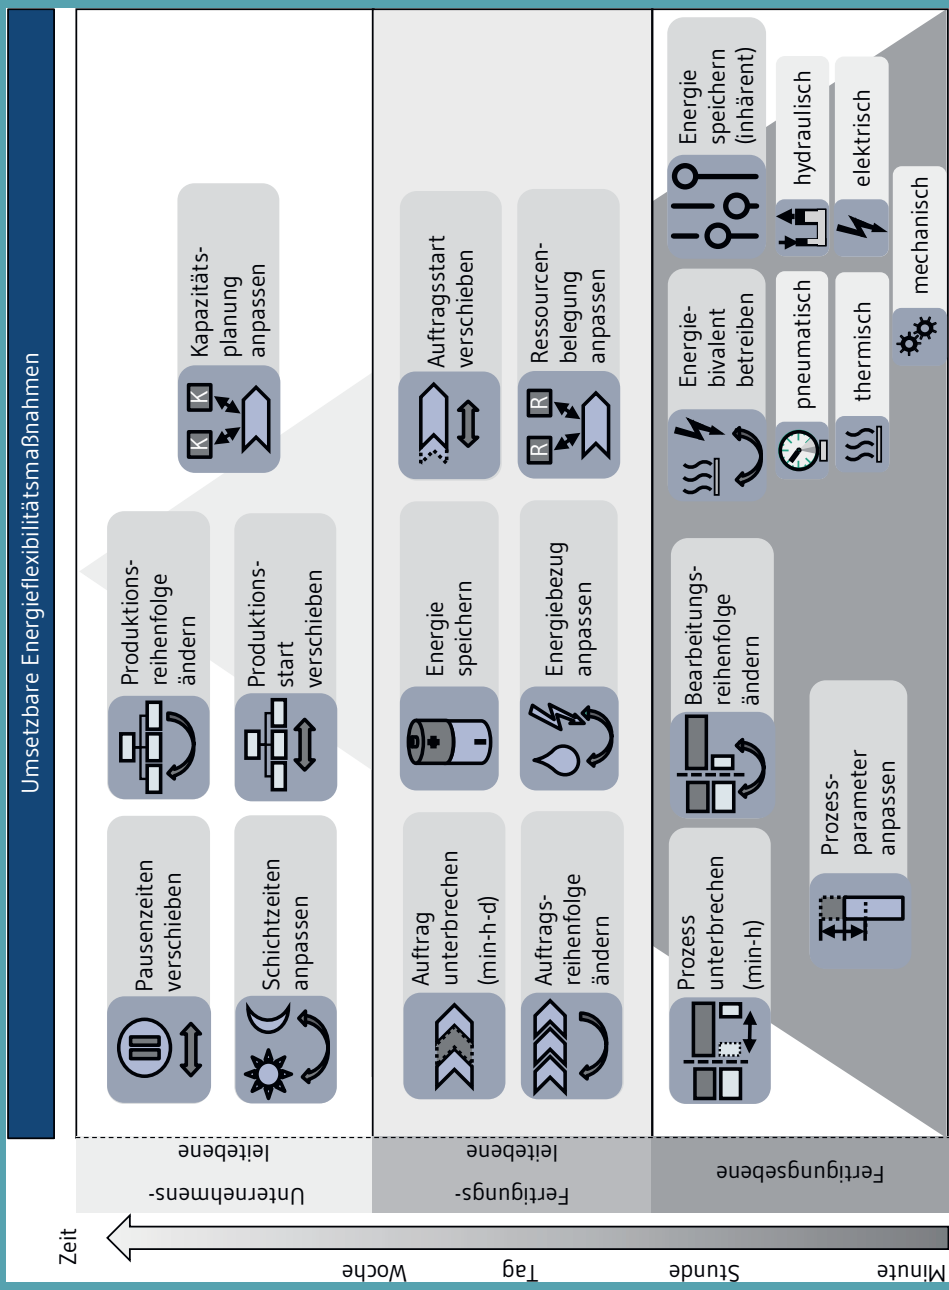 Umsetzbare Energieflexibilitätsmaßnahmen
Zeit
Woche
Tag
Stunde
Minute
Unternehmens-
leitebene
Pausenzeiten
verschieben
Produktions-
reihenfolge
ändern
Schichtzeiten
anpassen
Produktions-
start
verschieben
K
K
Kapazitäts-
planung
anpassen
Fertigungs-
leitebene
Auftrag
unterbrechen
(min-h-d)
Energie
speichern
Auftragsstart
verschieben
Auftrags-
reihenfolge
ändern
Energiebezug
anpassen
R
R
Ressourcen-
belegung
anpassen
Fertigungsebene
Prozess
unterbrechen
(min-h)
Bearbeitungs-
reihenfolge
ändern
Energie-
bivalent
betreiben
Energie
speichern
(inhärent)
Prozess-
parameter
anpassen
pneumatisch
hydraulisch
thermisch
elektrisch
mechanisch